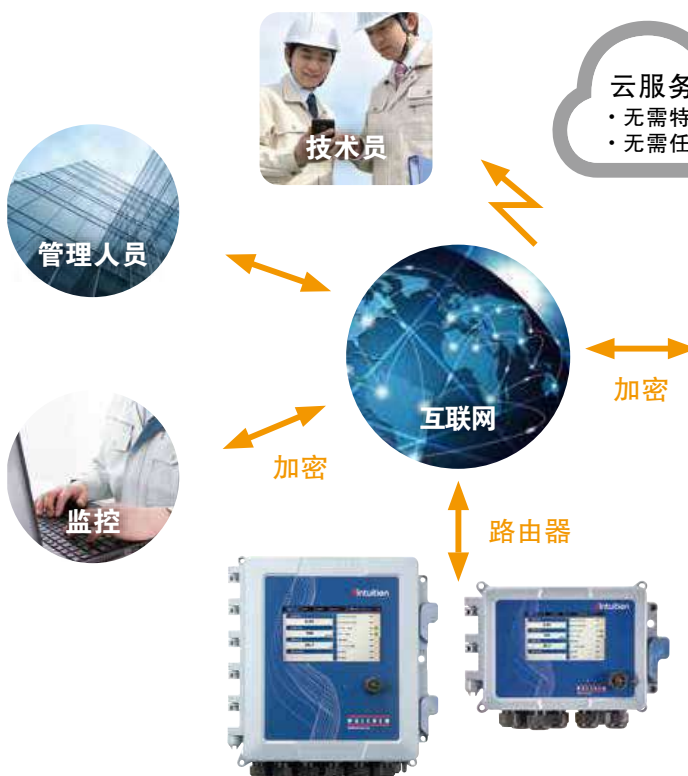 技术员
云服务
・无需特
・无需任
管理人员
互联网
加密
监控
加密
路由器
intuition
intuition
WALCHEM